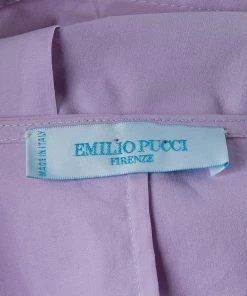 MADE IN ITALY
EMILIO PUCCI
FIRENZE